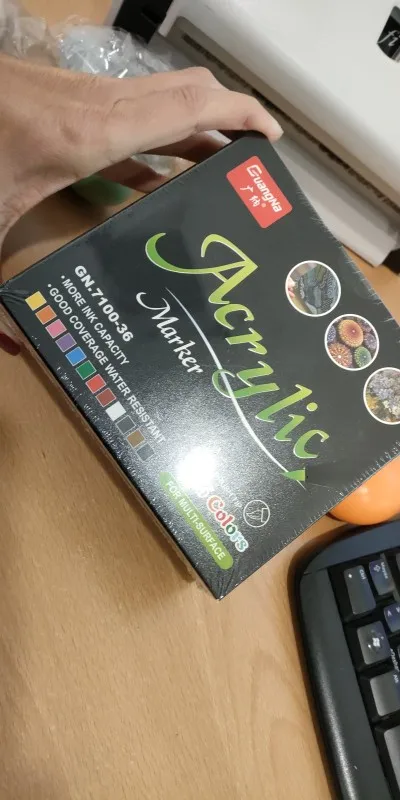 GuangNa
广纳®
Acrylic
Marker
GN.7100-36
•MORE INK CAPACITY
•GOOD COVERAGE WATER RESISTANT
Colors
FOR MULTI-SURFACE